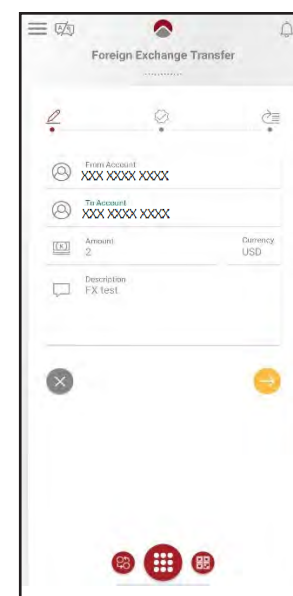 Foreign Exchange Transfer
From Account
XXX XXXX XXXX
To Account
XXX XXXX XXXX
Amount Currency
2 USD
Description
FX test